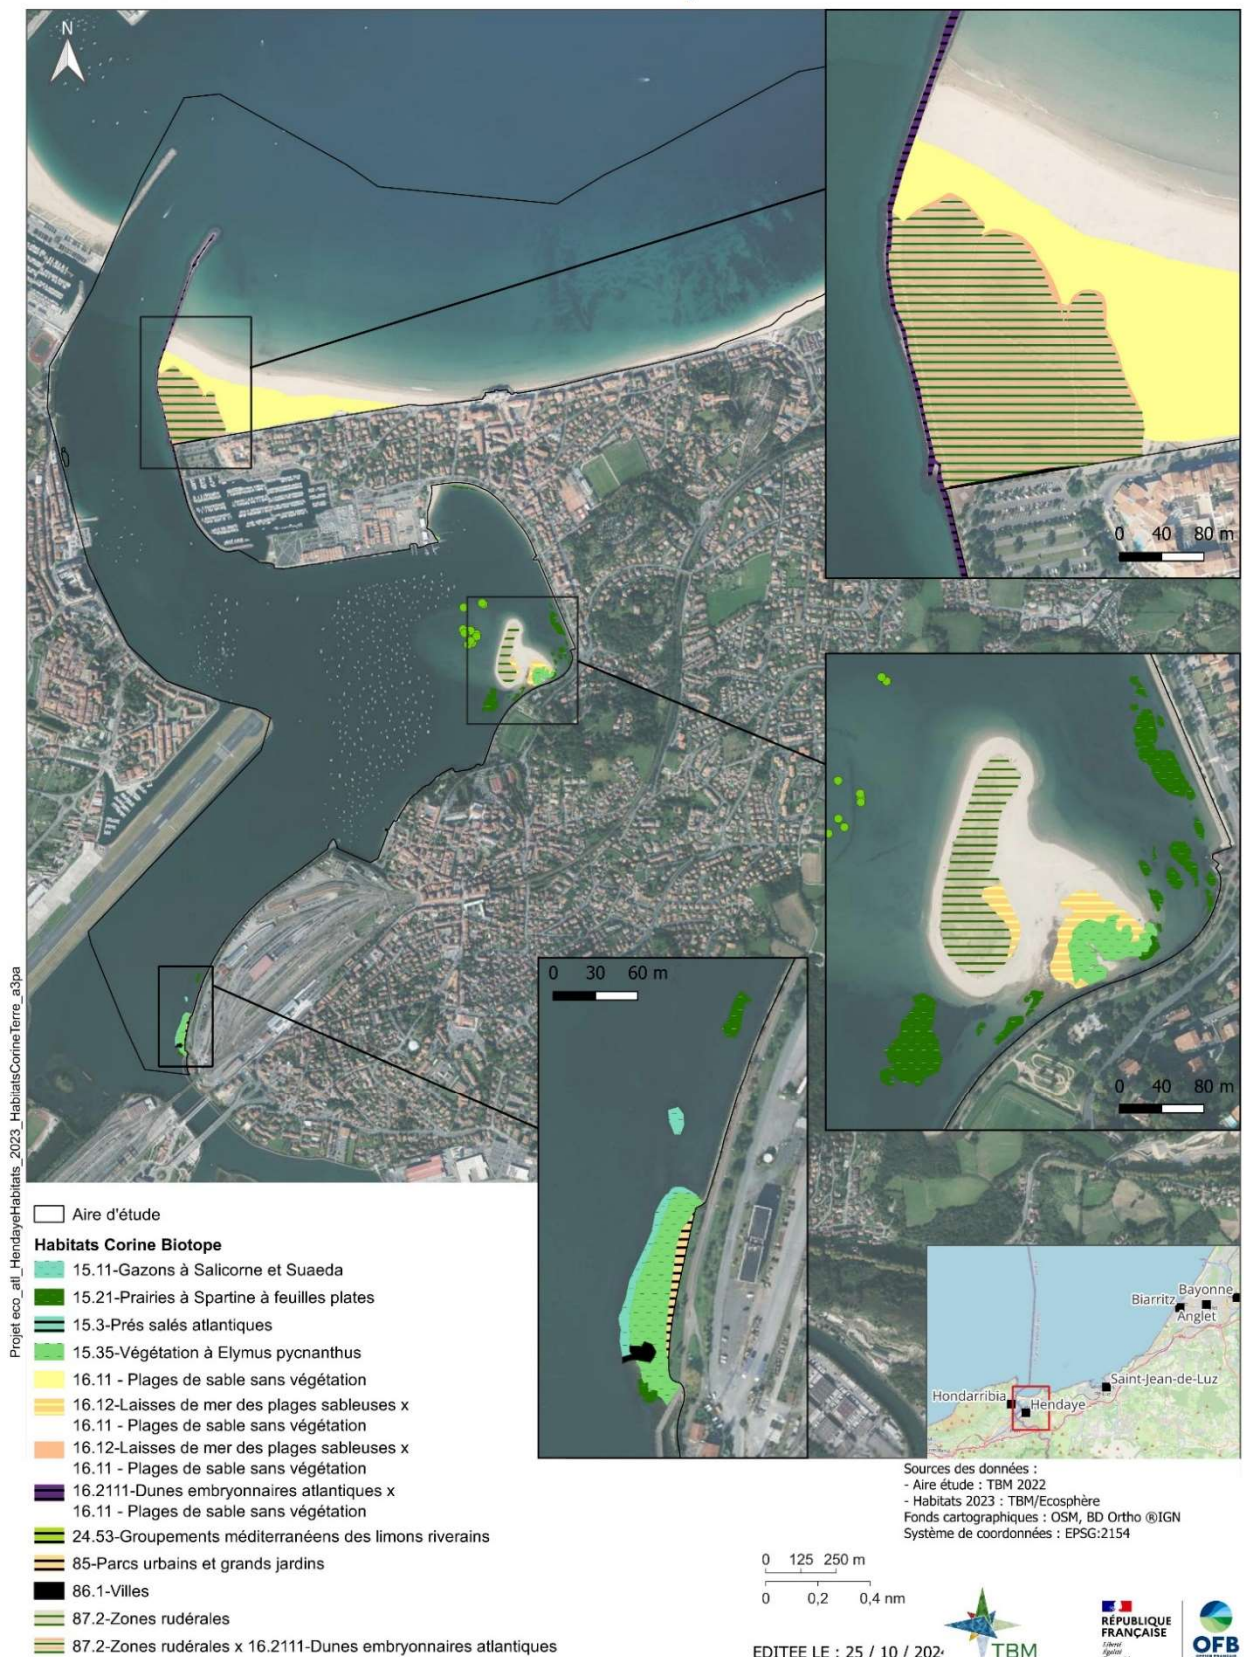 N
0 40 80 m
0 40 80 m
0 30 60 m
Projet eco_atl_HendayeHabitats_2023_HabitatsCorineTerre_a3pa
Aire d'étude
Habitats Corine Biotope
15.11-Gazons à Salicorne et Suaeda
15.21-Prairies à Spartine à feuilles plates
15.3-Prés salés atlantiques
15.35-Végétation à Elymus pycnanthus
16.11 - Plages de sable sans végétation
16.12-Laisses de mer des plages sableuses x
16.11 - Plages de sable sans végétation
16.12-Laisses de mer des plages sableuses x
16.11 - Plages de sable sans végétation
16.2111-Dunes embryonnaires atlantiques x
16.11 - Plages de sable sans végétation
24.53-Groupements méditerranéens des limons riverains
85-Parcs urbains et grands jardins
86.1-Villes
87.2-Zones rudérales
87.2-Zones rudérales x 16.2111-Dunes embryonnaires atlantiques
Bayonne
Biarritz
Anglet
Saint-Jean-de-Luz
Hondarribia
Hendaye
Sources des données :
- Aire étude : TBM 2022
- Habitats 2023 : TBM/Ecosphère
Fonds cartographiques : OSM, BD Ortho ®IGN
Système de coordonnées : EPSG:2154
0 125 250 m
0 0,2 0,4 nm
EDITEE LE : 25 / 10 / 202
TBM
RÉPUBLIQUE
FRANÇAISE
Liberté
Égalité
OFB